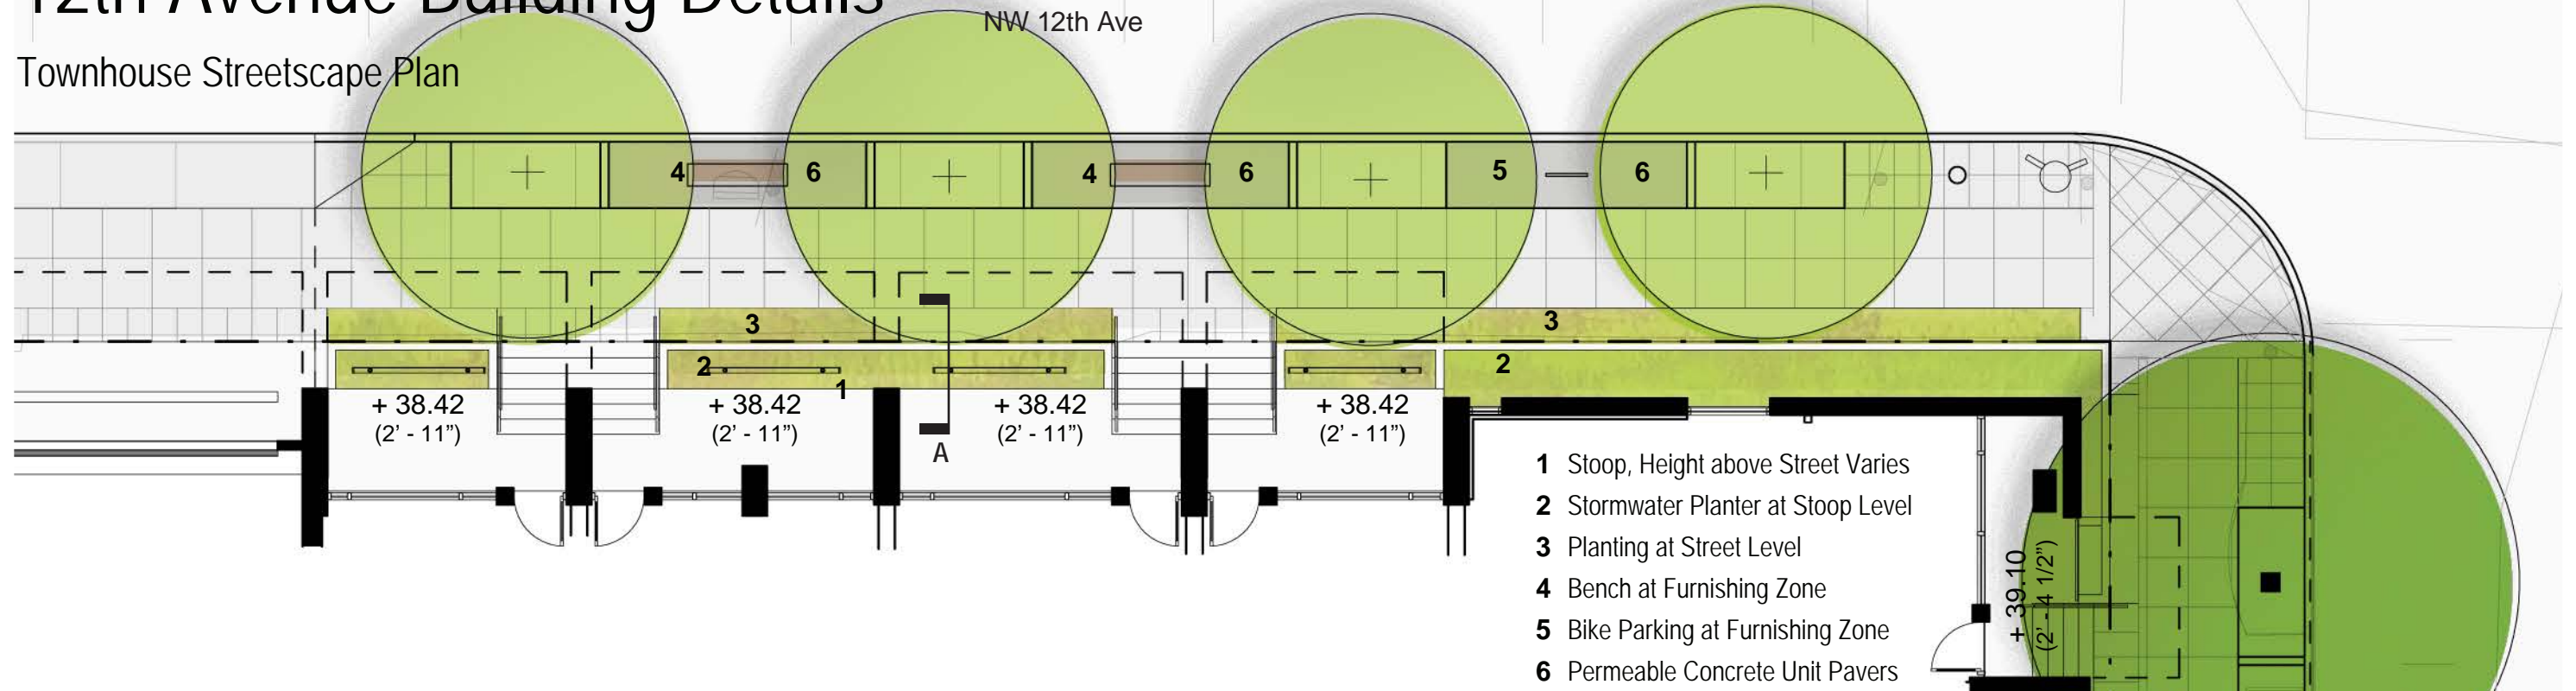 12th Avenue Building Details
NW 12th Ave
Townhouse Streetscape Plan
4
6
4
6
5
6
3
3
2
2
1
+ 38.42
(2' - 11”)
+ 38.42
(2' - 11”)
+ 38.42
(2' - 11”)
+ 38.42
(2' - 11”)
A
1 Stoop, Height above Street Varies
2 Stormwater Planter at Stoop Level
3 Planting at Street Level
4 Bench at Furnishing Zone
5 Bike Parking at Furnishing Zone
6 Permeable Concrete Unit Pavers
+ 39.10
(2' - 4 1/2”)